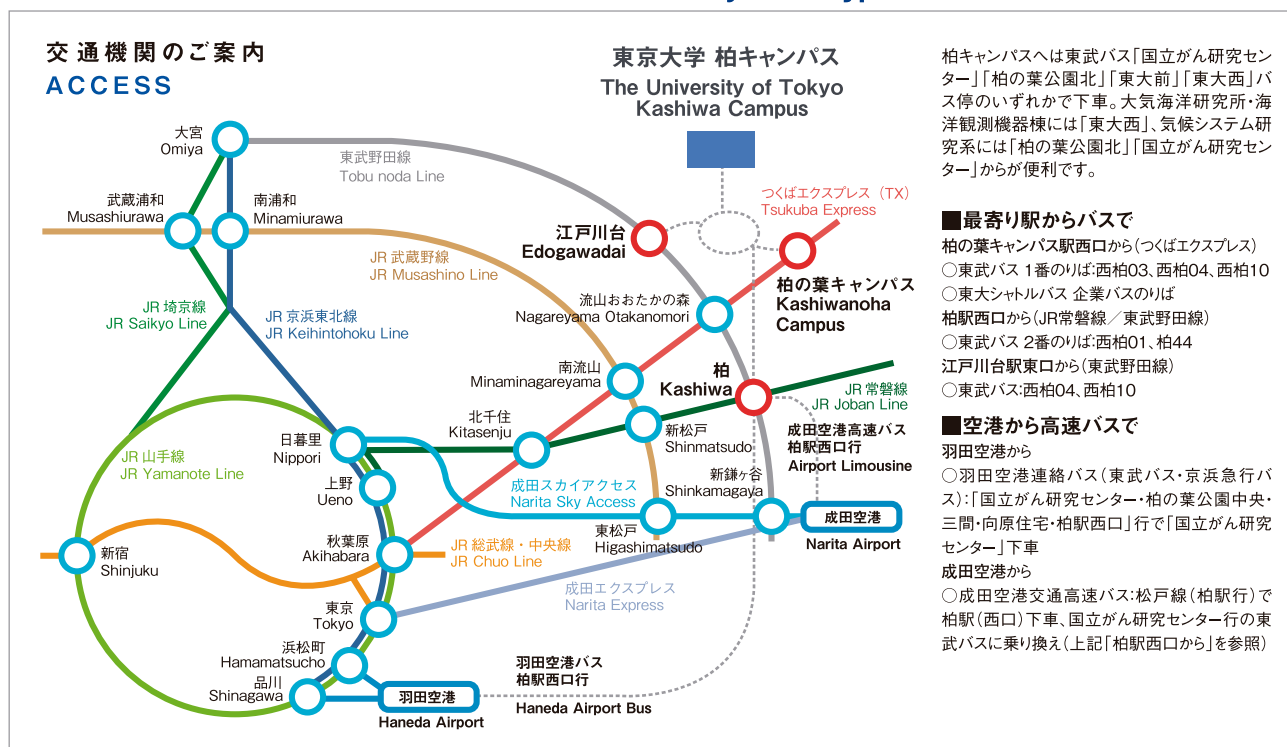 交通機関のご案内
ACCESS
東京大学 柏キャンパス
The University of Tokyo
Kashiwa Campus
大宮
Omiya
東武野田線
Tobu noda Line
武蔵浦和
Musashiurawa
南浦和
Minamiurawa
つくばエクスプレス（TX）
Tsukuba Express
江戸川台
Edogawadai
JR 武蔵野線
JR Musashino Line
柏の葉キャンパス
Kashiwanoha
Campus
流山おおたかの森
Nagareyama Otakanomori
JR 埼京線
JR Saikyo Line
JR 京浜東北線
JR Keihintohoku Line
南流山
Minaminagareyama
柏
Kashiwa
JR 常磐線
JR Joban Line
北千住
Kitasenju
新松戸
Shinmatsudo
成田空港高速バス
柏駅西口行
Airport Limousine
日暮里
Nippori
JR 山手線
JR Yamanote Line
上野
Ueno
成田スカイアクセス
Narita Sky Access
新鎌ヶ谷
Shinkamagaya
東松戸
Higashimatsudo
成田空港
Narita Airport
新宿
Shinjuku
秋葉原
Akihabara
JR 総武線・中央線
JR Chuo Line
成田エクスプレス
Narita Express
東京
Tokyo
浜松町
Hamamatsucho
品川
Shinagawa
羽田空港
Haneda Airport
羽田空港バス
柏駅西口行
Haneda Airport Bus
柏キャンパスへは東武バス「国立がん研究セン
ター」「柏の葉公園北」「東大前」「東大西」バ
ス停のいずれかで下車。大気海洋研究所・海
洋観測機器棟には「東大西」、気候システム研
究系には「柏の葉公園北」「国立がん研究セン
ター」からが便利です。
■最寄り駅からバスで
柏の葉キャンパス駅西口から（つくばエクスプレス）
○東武バス 1番のりば：西柏03、西柏04、西柏10
○東大シャトルバス 企業バスのりば
柏駅西口から（JR常磐線／東武野田線）
○東武バス 2番のりば：西柏01、柏44
江戸川台駅東口から（東武野田線）
○東武バス：西柏04、西柏10
■空港から高速バスで
羽田空港から
○羽田空港連絡バス（東武バス・京浜急行バ
ス）：「国立がん研究センター・柏の葉公園中央・
三間・向原住宅・柏駅西口」行で「国立がん研究
センター」下車
成田空港から
○成田空港交通高速バス：松戸線（柏駅行）で
柏駅（西口）下車、国立がん研究センター行の東
武バスに乗り換え（上記「柏駅西口から」を参照）